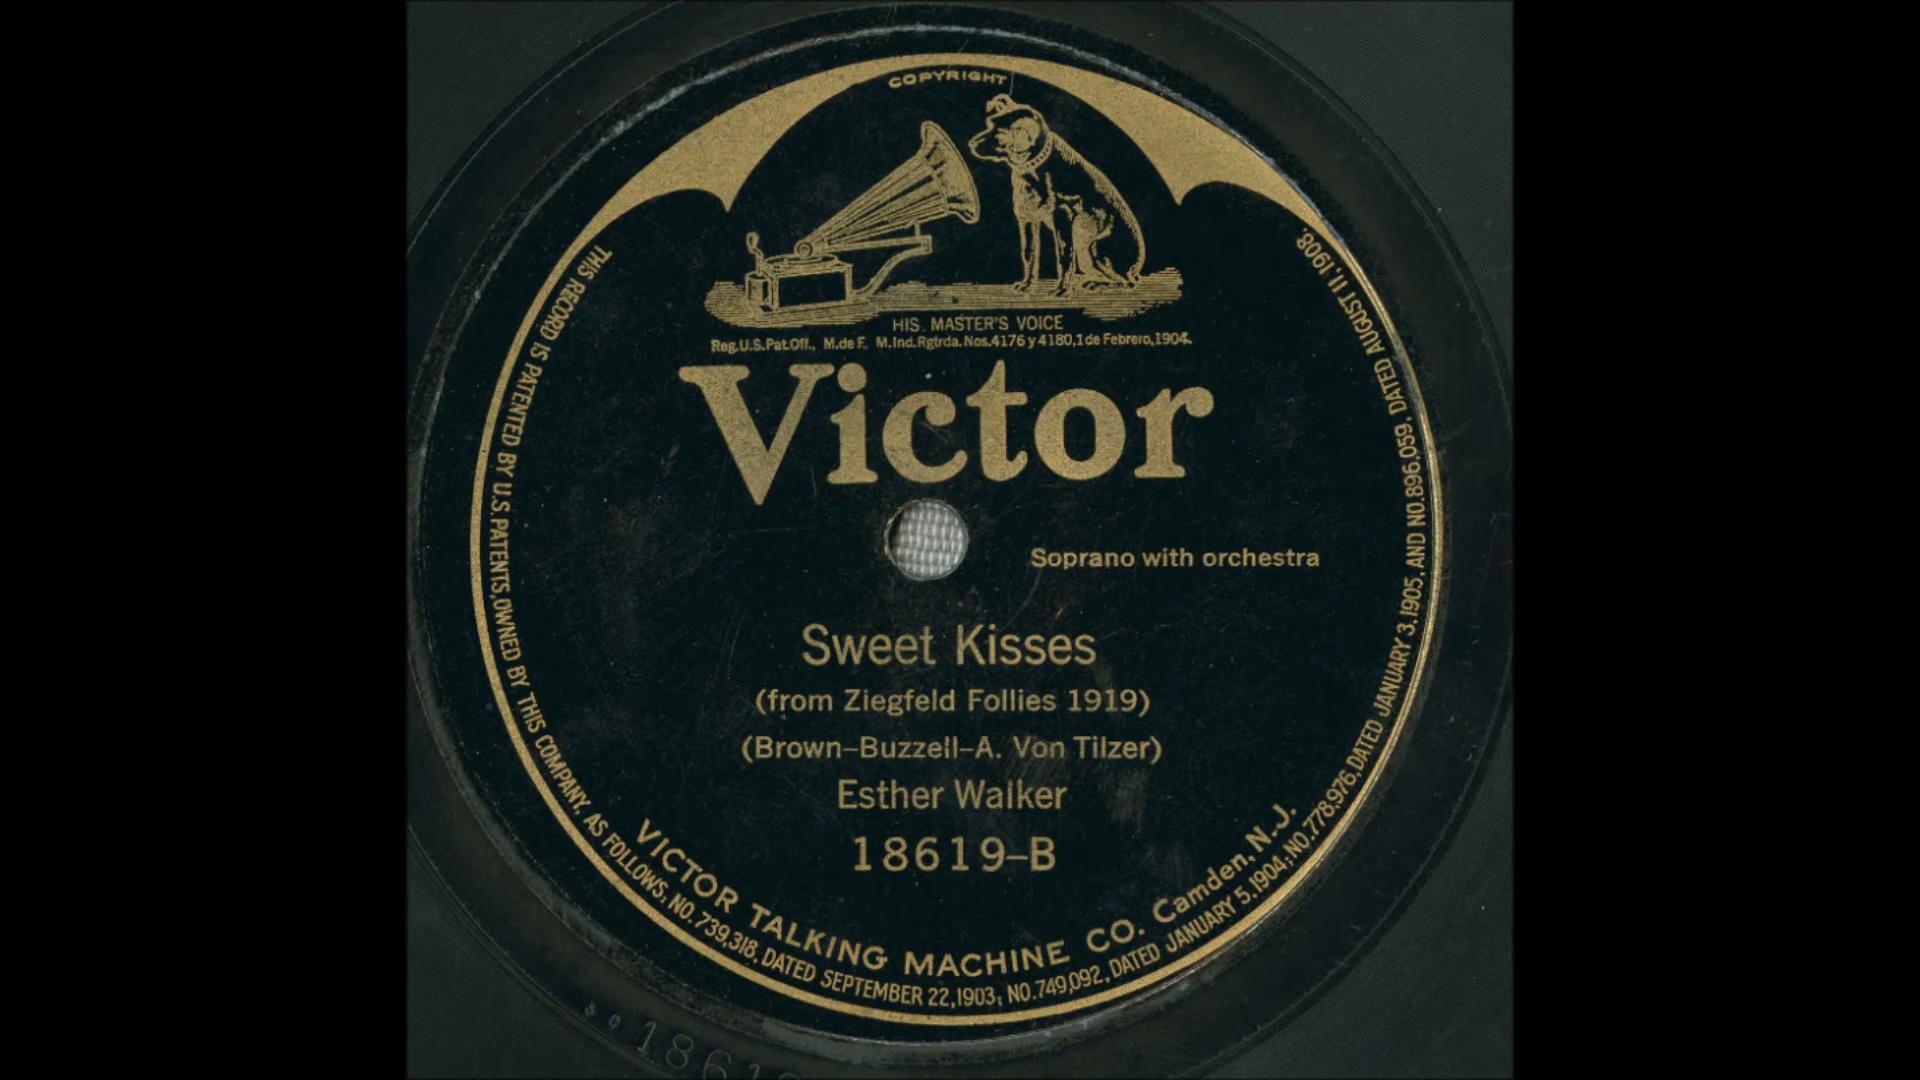 COPYRIGHT
HIS MASTER'S VOICE
Reg.U.S.Pat.Off., M.de F. M.Ind.Rgtrda.Nos.4176 y 4180,1 de Febrero,1904.
Victor
Soprano with orchestra
Sweet Kisses
(from Ziegfeld Follies 1919)
(Brown–Buzzell–A. Von Tilzer)
Esther Walker
18619–B
VICTOR TALKING MACHINE CO. Camden, N.J.
THIS RECORD IS PATENTED BY U.S. PATENTS, OWNED BY THIS COMPANY, AS FOLLOWS; NO. 739,318, DATED SEPTEMBER 22, 1903; NO. 749,092, DATED JANUARY 5, 1904; NO. 778,976, DATED JANUARY 3, 1905, AND NO. 896,059, DATED AUGUST 11, 1908.